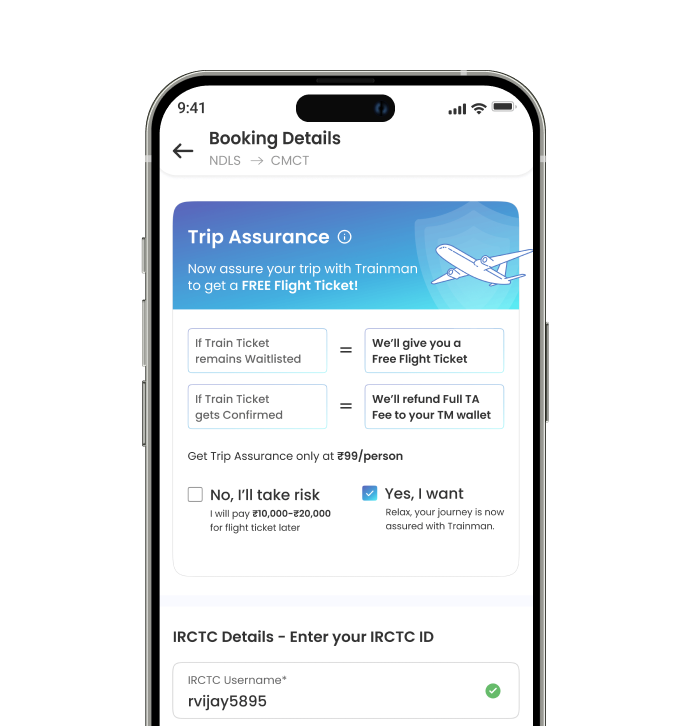 9:41
Booking Details
NDLS → CMCT
Trip Assurance
Now assure your trip with Trainman
to get a FREE Flight Ticket!
If Train Ticket
remains Waitlisted
=
We'll give you a
Free Flight Ticket
If Train Ticket
gets Confirmed
=
We'll refund Full TA
Fee to your TM wallet
Get Trip Assurance only at ₹99/person
No, I'll take risk
I will pay ₹10,000-₹20,000
for flight ticket later
Yes, I want
Relax, your journey is now
assured with Trainman.
IRCTC Details - Enter your IRCTC ID
IRCTC Username*
rvijay5895